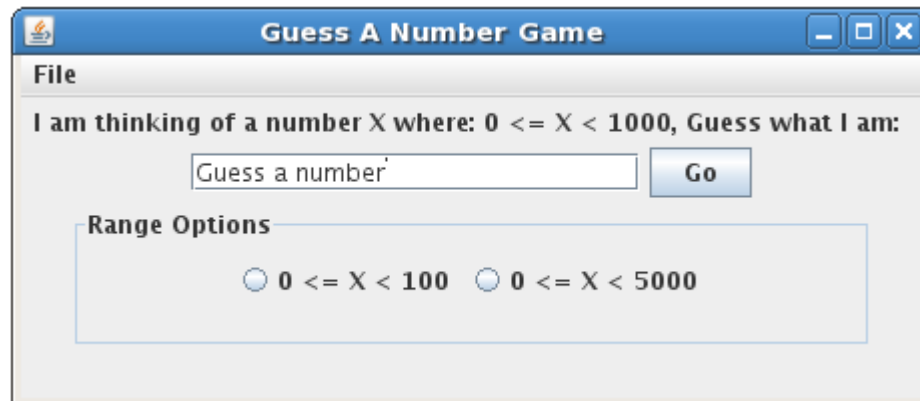 Guess A Number Game
File
I am thinking of a number X where: 0 <= X < 1000, Guess what I am:
Guess a number Go
Range Options
0 <= X < 100 0 <= X < 5000